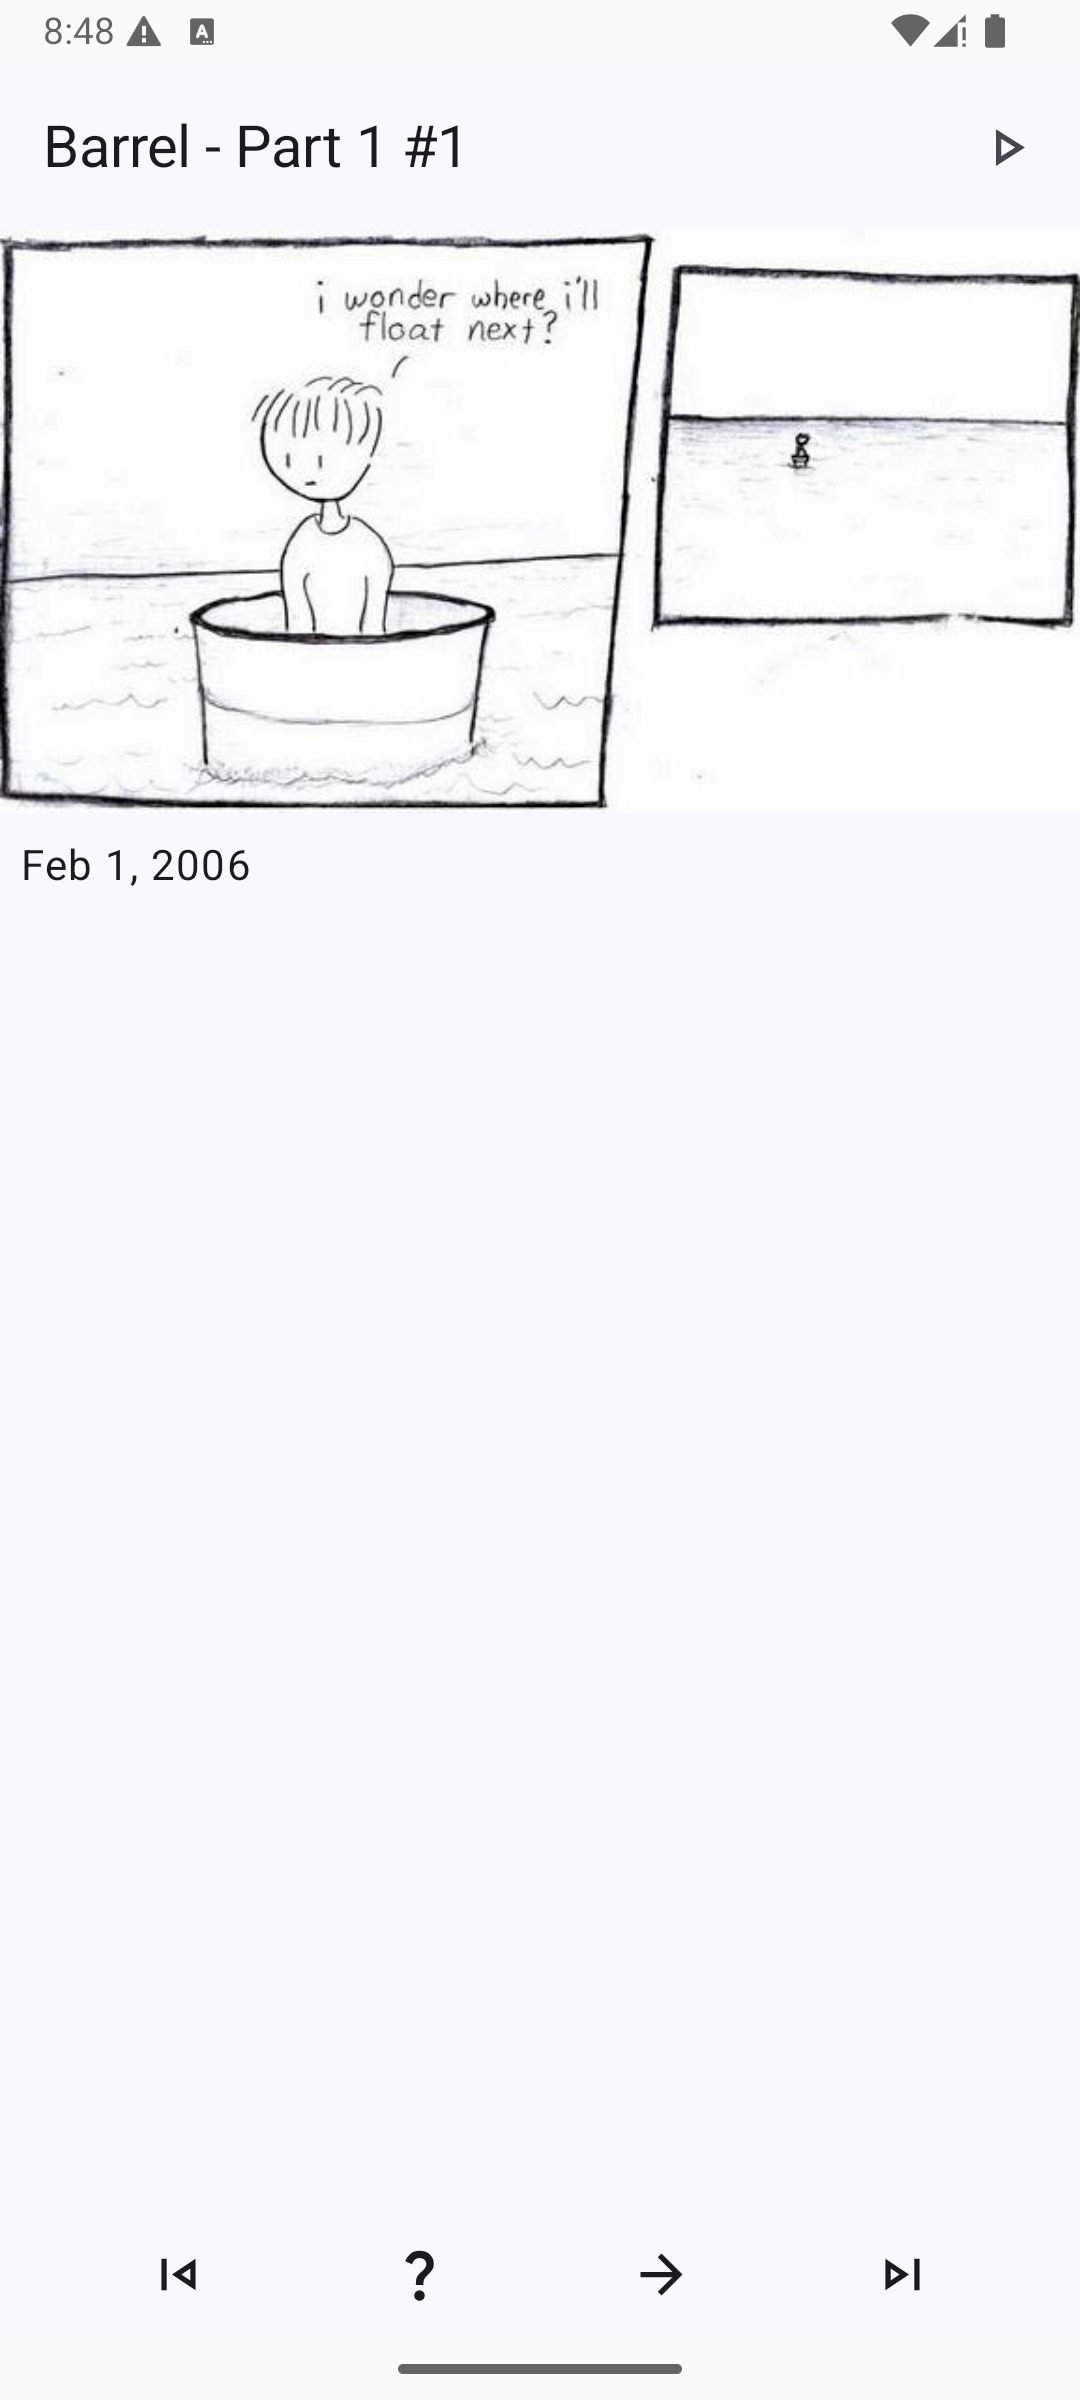 8:48
Barrel - Part 1 #1
i wonder where i'll
float next?
Feb 1, 2006
?